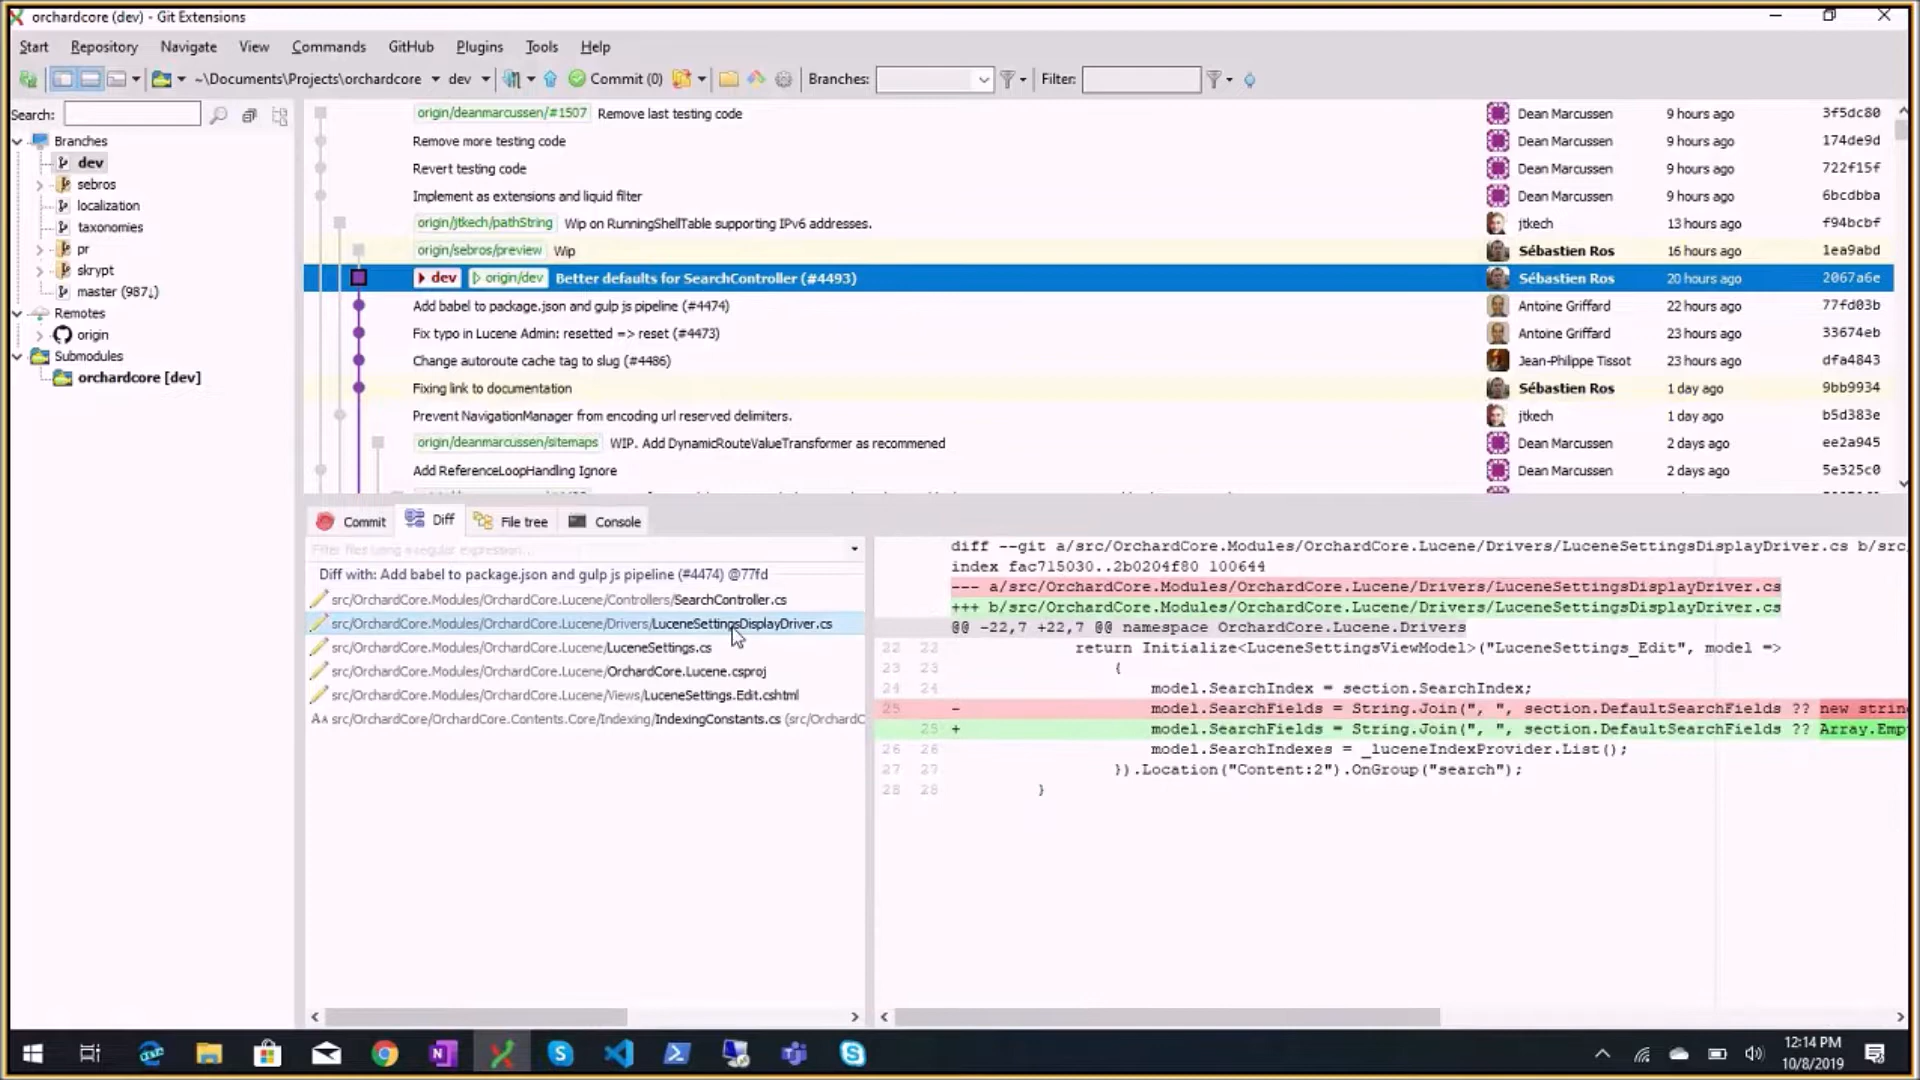 orchardcore (dev) - Git Extensions
Start Repository Navigate View Commands GitHub Plugins Tools Help
~\Documents\Projects\orchardcore dev Commit (0) Branches: Filter:
Search:
Branches
dev
sebros
localization
taxonomies
pr
skrypt
master (987↓)
Remotes
origin
Submodules
orchardcore [dev]
origin/deanmarcussen/#1507 Remove last testing code Dean Marcussen 9 hours ago 3f5dc80
Remove more testing code Dean Marcussen 9 hours ago 174de9d
Revert testing code Dean Marcussen 9 hours ago 722f15f
Implement as extensions and liquid filter Dean Marcussen 9 hours ago 6bcdbba
origin/jtkech/pathString Wip on RunningShellTable supporting IPv6 addresses. jtkech 13 hours ago f94bcbf
origin/sebros/preview Wip Sébastien Ros 16 hours ago 1ea9abd
dev origin/dev Better defaults for SearchController (#4493) Sébastien Ros 20 hours ago 2067a6e
Add babel to package.json and gulp js pipeline (#4474) Antoine Griffard 22 hours ago 77fd03b
Fix typo in Lucene Admin: resetted => reset (#4473) Antoine Griffard 23 hours ago 33674eb
Change autoroute cache tag to slug (#4486) Jean-Philippe Tissot 23 hours ago dfa4843
Fixing link to documentation Sébastien Ros 1 day ago 9bb9934
Prevent NavigationManager from encoding url reserved delimiters. jtkech 1 day ago b5d383e
origin/deanmarcussen/sitemaps WIP. Add DynamicRouteValueTransformer as recommened Dean Marcussen 2 days ago ee2a945
Add ReferenceLoopHandling Ignore Dean Marcussen 2 days ago 5e325c0
Commit Diff File tree Console
Filter files using a regular expression...
Diff with: Add babel to package.json and gulp js pipeline (#4474) @77fd
src/OrchardCore.Modules/OrchardCore.Lucene/Controllers/SearchController.cs
src/OrchardCore.Modules/OrchardCore.Lucene/Drivers/LuceneSettingsDisplayDriver.cs
src/OrchardCore.Modules/OrchardCore.Lucene/LuceneSettings.cs
src/OrchardCore.Modules/OrchardCore.Lucene/OrchardCore.Lucene.csproj
src/OrchardCore.Modules/OrchardCore.Lucene/Views/LuceneSettings.Edit.cshtml
AA src/OrchardCore/OrchardCore.Contents.Core/Indexing/IndexingConstants.cs (src/OrchardC
diff --git a/src/OrchardCore.Modules/OrchardCore.Lucene/Drivers/LuceneSettingsDisplayDriver.cs b/src
index fac715030..2b0204f80 100644
--- a/src/OrchardCore.Modules/OrchardCore.Lucene/Drivers/LuceneSettingsDisplayDriver.cs
+++ b/src/OrchardCore.Modules/OrchardCore.Lucene/Drivers/LuceneSettingsDisplayDriver.cs
@@ -22,7 +22,7 @@ namespace OrchardCore.Lucene.Drivers
22 22 return Initialize<LuceneSettingsViewModel>("LuceneSettings_Edit", model =>
23 23 {
24 24 model.SearchIndex = section.SearchIndex;
25 - model.SearchFields = String.Join(", ", section.DefaultSearchFields ?? new strin
25 + model.SearchFields = String.Join(", ", section.DefaultSearchFields ?? Array.Emp
26 26 model.SearchIndexes = _luceneIndexProvider.List();
27 27 }).Location("Content:2").OnGroup("search");
28 28 }
12:14 PM
10/8/2019